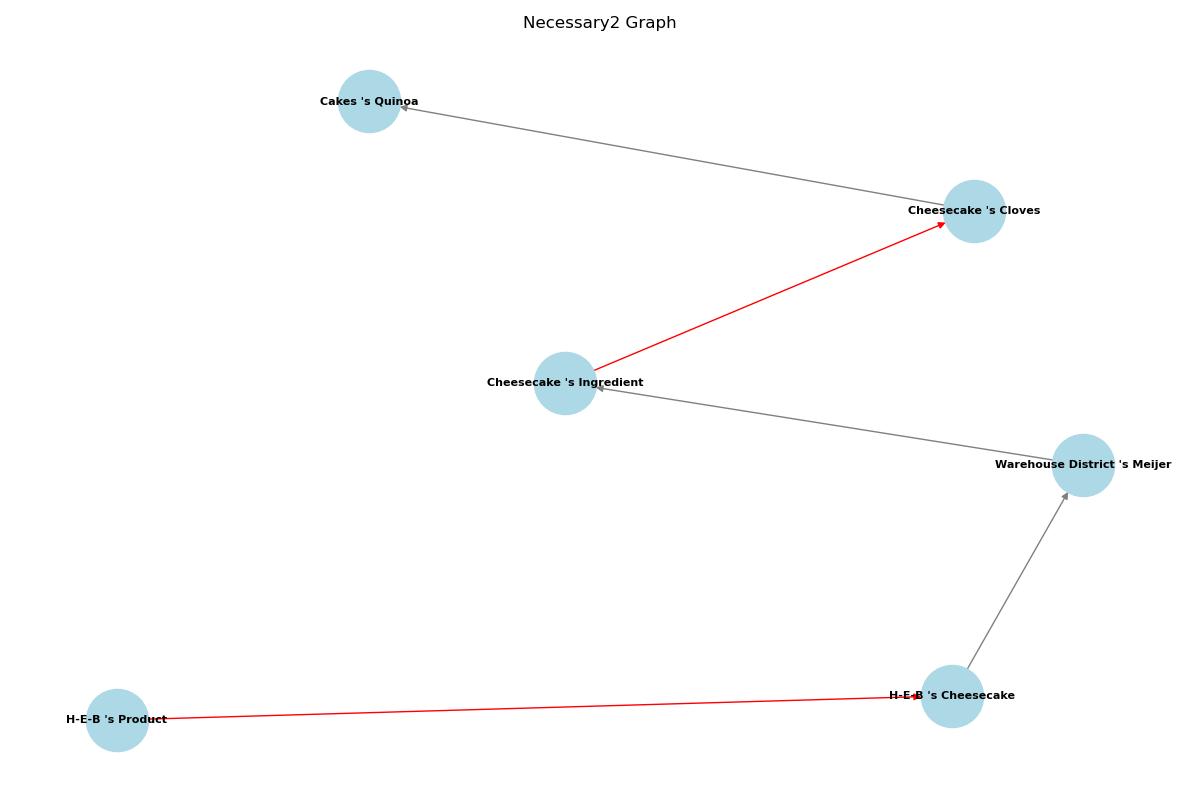 Necessary2 Graph
Cakes 's Quinoa
Cheesecake 's Cloves
Cheesecake 's Ingredient
Warehouse District 's Meijer
H-E-B 's Cheesecake
H-E-B 's Product